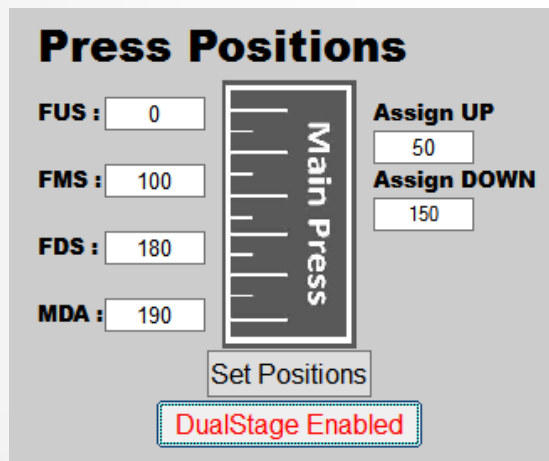 Press Positions
FUS : 0
FMS : 100
FDS : 180
MDA : 190
Main Press
Assign UP
50
Assign DOWN
150
Set Positions
DualStage Enabled